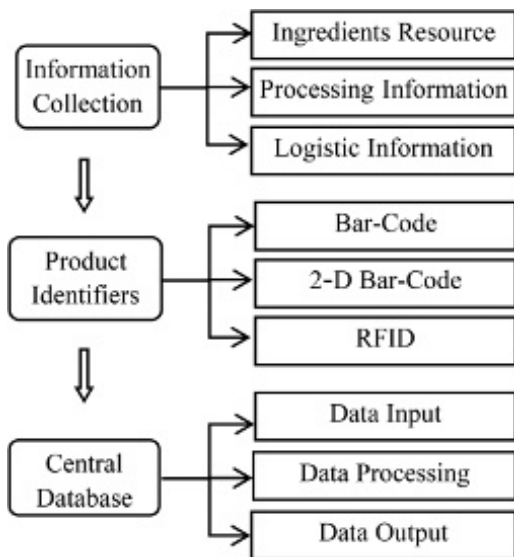 Information
Collection
Ingredients Resource
Processing Information
Logistic Information
Product
Identifiers
Bar-Code
2-D Bar-Code
RFID
Central
Database
Data Input
Data Processing
Data Output